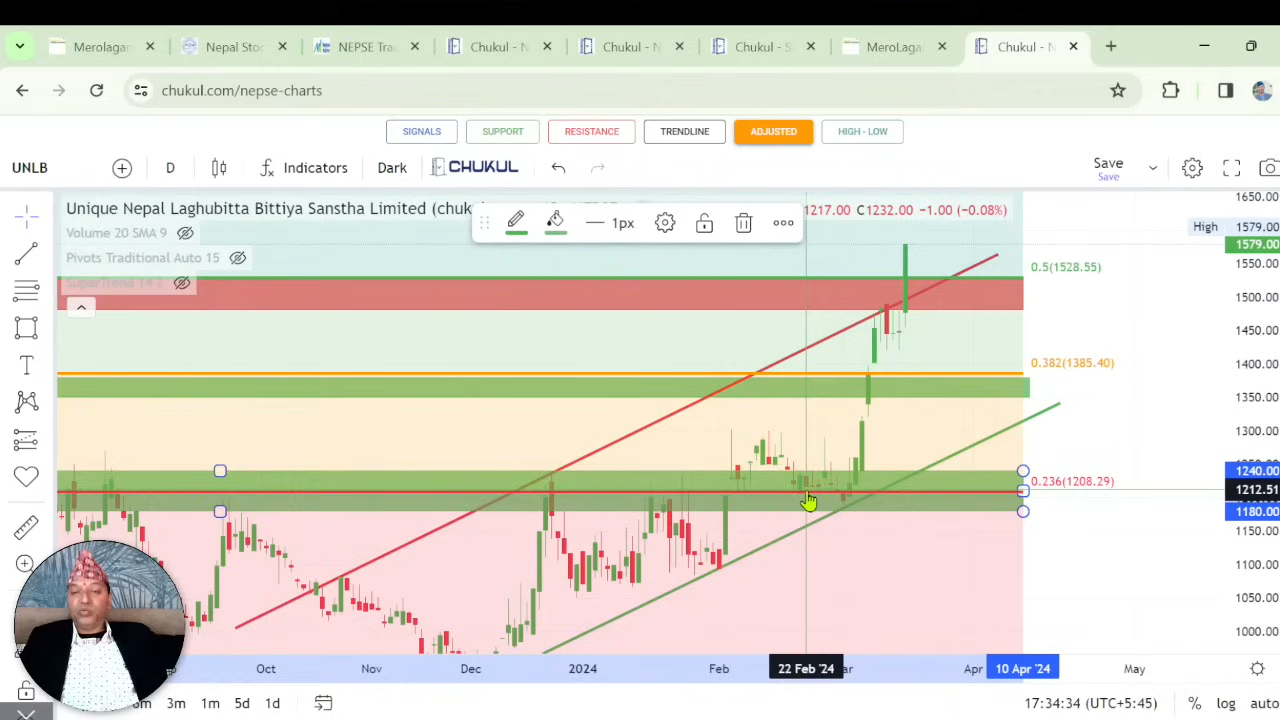 Merolagan
Nepal Stoc
NEPSE Tra
Chukul - N
Chukul - N
Chukul - S
MeroLaga
Chukul - N
chukul.com/nepse-charts
SIGNALS
SUPPORT
RESISTANCE
TRENDLINE
ADJUSTED
HIGH - LOW
UNLB
D
Indicators
Dark
CHUKUL
Save
Save
Unique Nepal Laghubitta Bittiya Sanstha Limited (chuk
1217.00 C1232.00 −1.00 (−0.08%)
Volume 20 SMA 9
Pivots Traditional Auto 15
SuperTrend 14 2
1px
1650.00
High 1579.00
1579.00
1550.00
1500.00
1450.00
1400.00
1350.00
1300.00
1240.00
1212.51
1180.00
1150.00
1100.00
1050.00
1000.00
0.5(1528.55)
0.382(1385.40)
0.236(1208.29)
Oct
Nov
Dec
2024
Feb
22 Feb '24
ar
Apr
10 Apr '24
May
m
3m
1m
5d
1d
17:34:34 (UTC+5:45)
%
log
auto